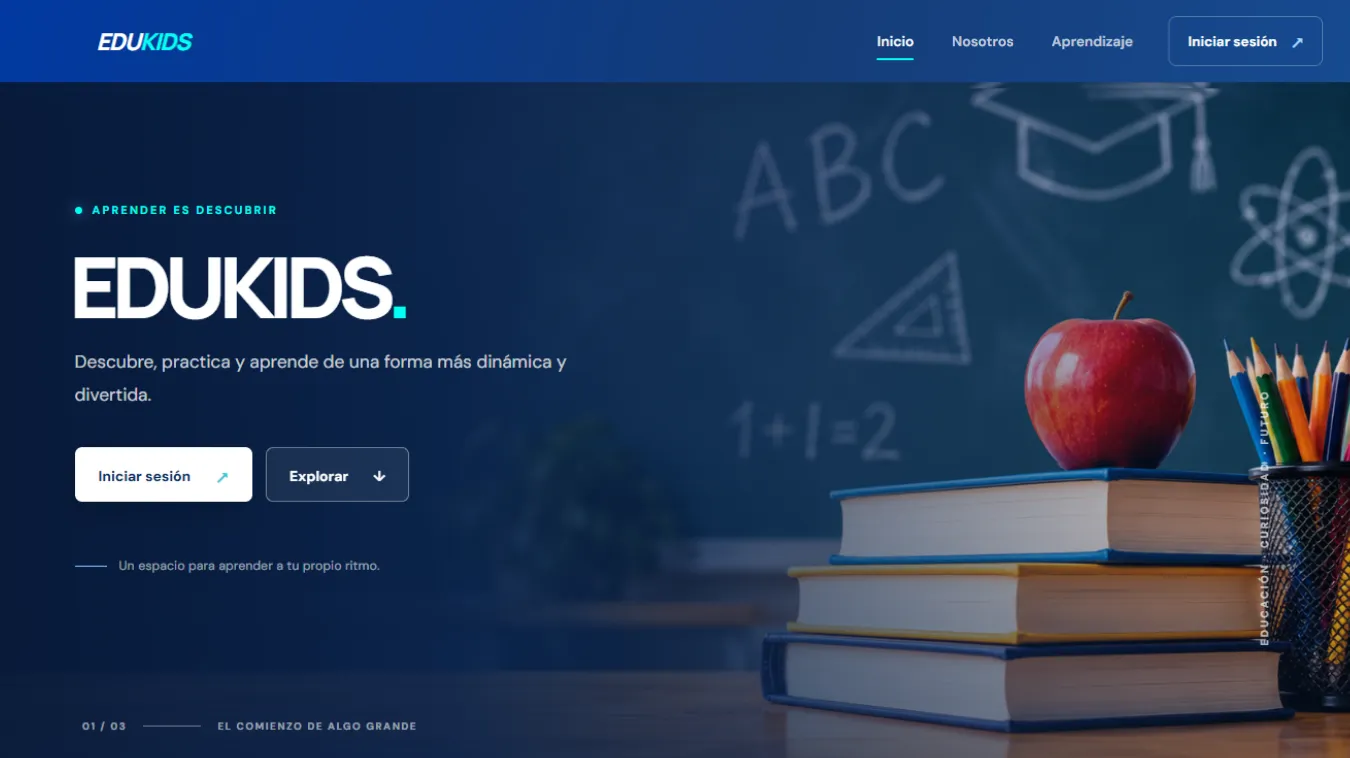 EDUKIDS
Inicio
Nosotros
Aprendizaje
Iniciar sesión ↗
ABC
APRENDER ES DESCUBRIR
EDUKIDS.
Descubre, practica y aprende de una forma más dinámica y
divertida.
1+1=2
Iniciar sesión ↗
Explorar ↓
Un espacio para aprender a tu propio ritmo.
EDUCACIÓN · CURIOSIDAD · FUTURO
01 / 03
EL COMIENZO DE ALGO GRANDE